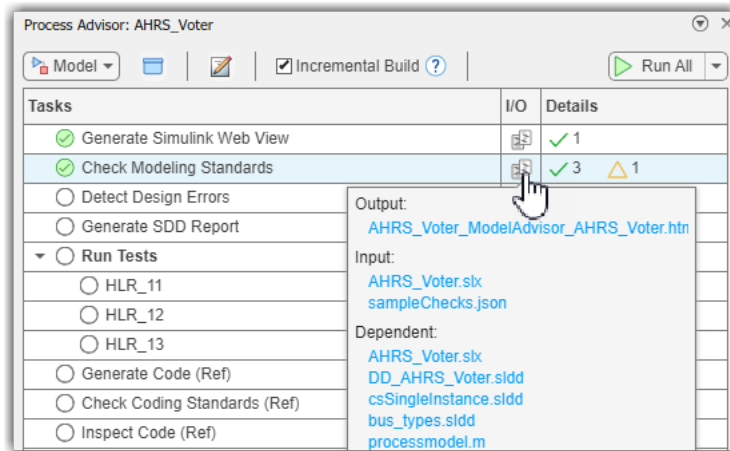 Process Advisor: AHRS_Voter
Model Incremental Build ? Run All
Tasks I/O Details
Generate Simulink Web View 1
Check Modeling Standards 3 1
Detect Design Errors
Generate SDD Report
Run Tests
HLR_11
HLR_12
HLR_13
Generate Code (Ref)
Check Coding Standards (Ref)
Inspect Code (Ref)
Output:
AHRS_Voter_ModelAdvisor_AHRS_Voter.htm
Input:
AHRS_Voter.slx
sampleChecks.json
Dependent:
AHRS_Voter.slx
DD_AHRS_Voter.sldd
csSingleInstance.sldd
bus_types.sldd
processmodel.m